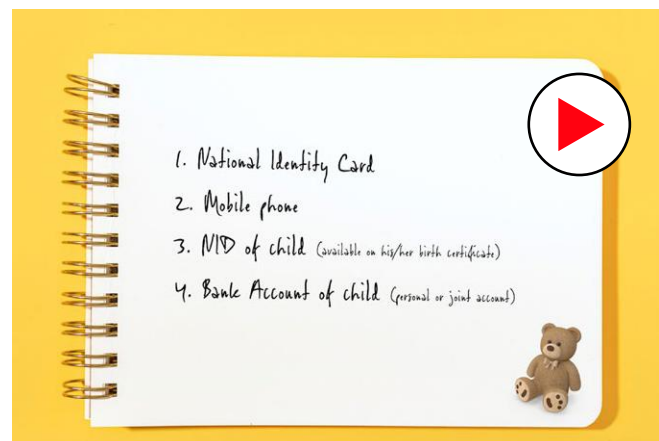 1. National Identity Card
2. Mobile phone
3. NID of child (available on his/her birth certificate)
4. Bank Account of child (personal or joint account)